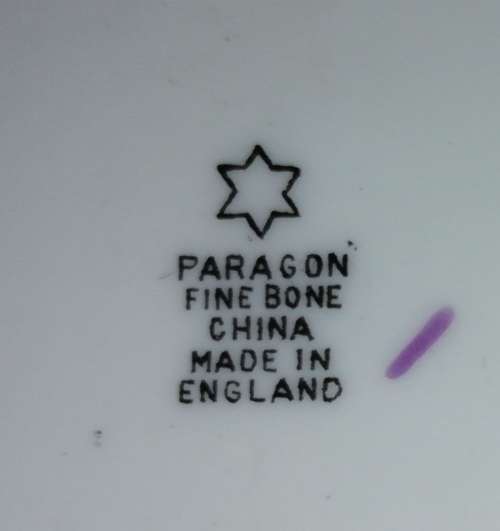 PARAGON
FINE BONE
CHINA
MADE IN
ENGLAND